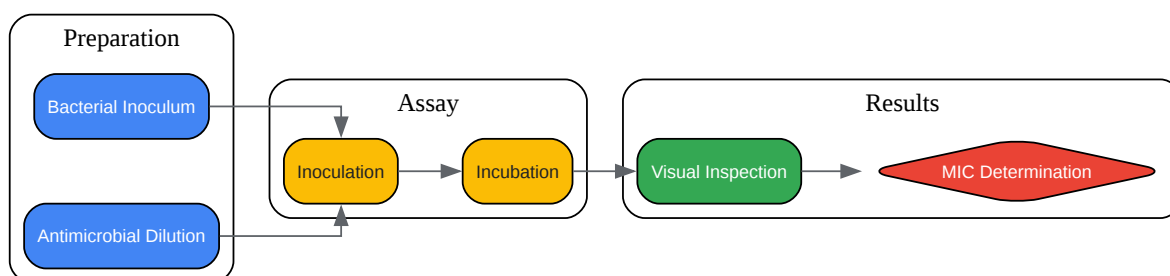 Preparation
Bacterial Inoculum
Antimicrobial Dilution
Assay
Inoculation
Incubation
Results
Visual Inspection
MIC Determination